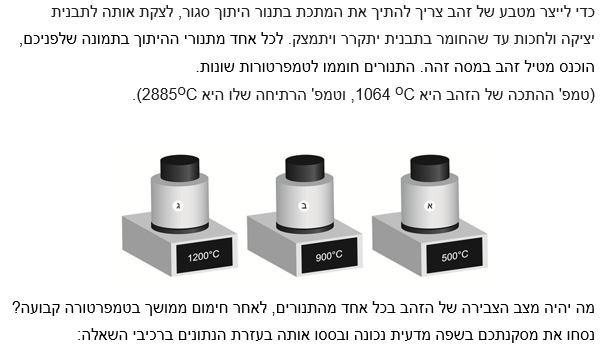 כדי לייצר מטבע של זהב צריך להתיך את המתכת בתנור היתוך סגור, לצקת אותה לתבנית
יציקה ולחכות עד שהחומר בתבנית יתקרר ויתמצק. לכל אחד מתנורי ההיתוך בתמונה שלפניכם,
הוכנס מטיל זהב במסה זהה. התנורים חוממו לטמפרטורות שונות.
(טמפ' ההתכה של הזהב היא 1064 ⁰C, וטמפ' הרתיחה שלו היא 2885⁰C).
א
ב
ג
500°C
900°C
1200°C
מה יהיה מצב הצבירה של הזהב בכל אחד מהתנורים, לאחר חימום ממושך בטמפרטורה קבועה?
נסחו את מסקנתכם בשפה מדעית נכונה ובססו אותה בעזרת הנתונים ברכיבי השאלה: